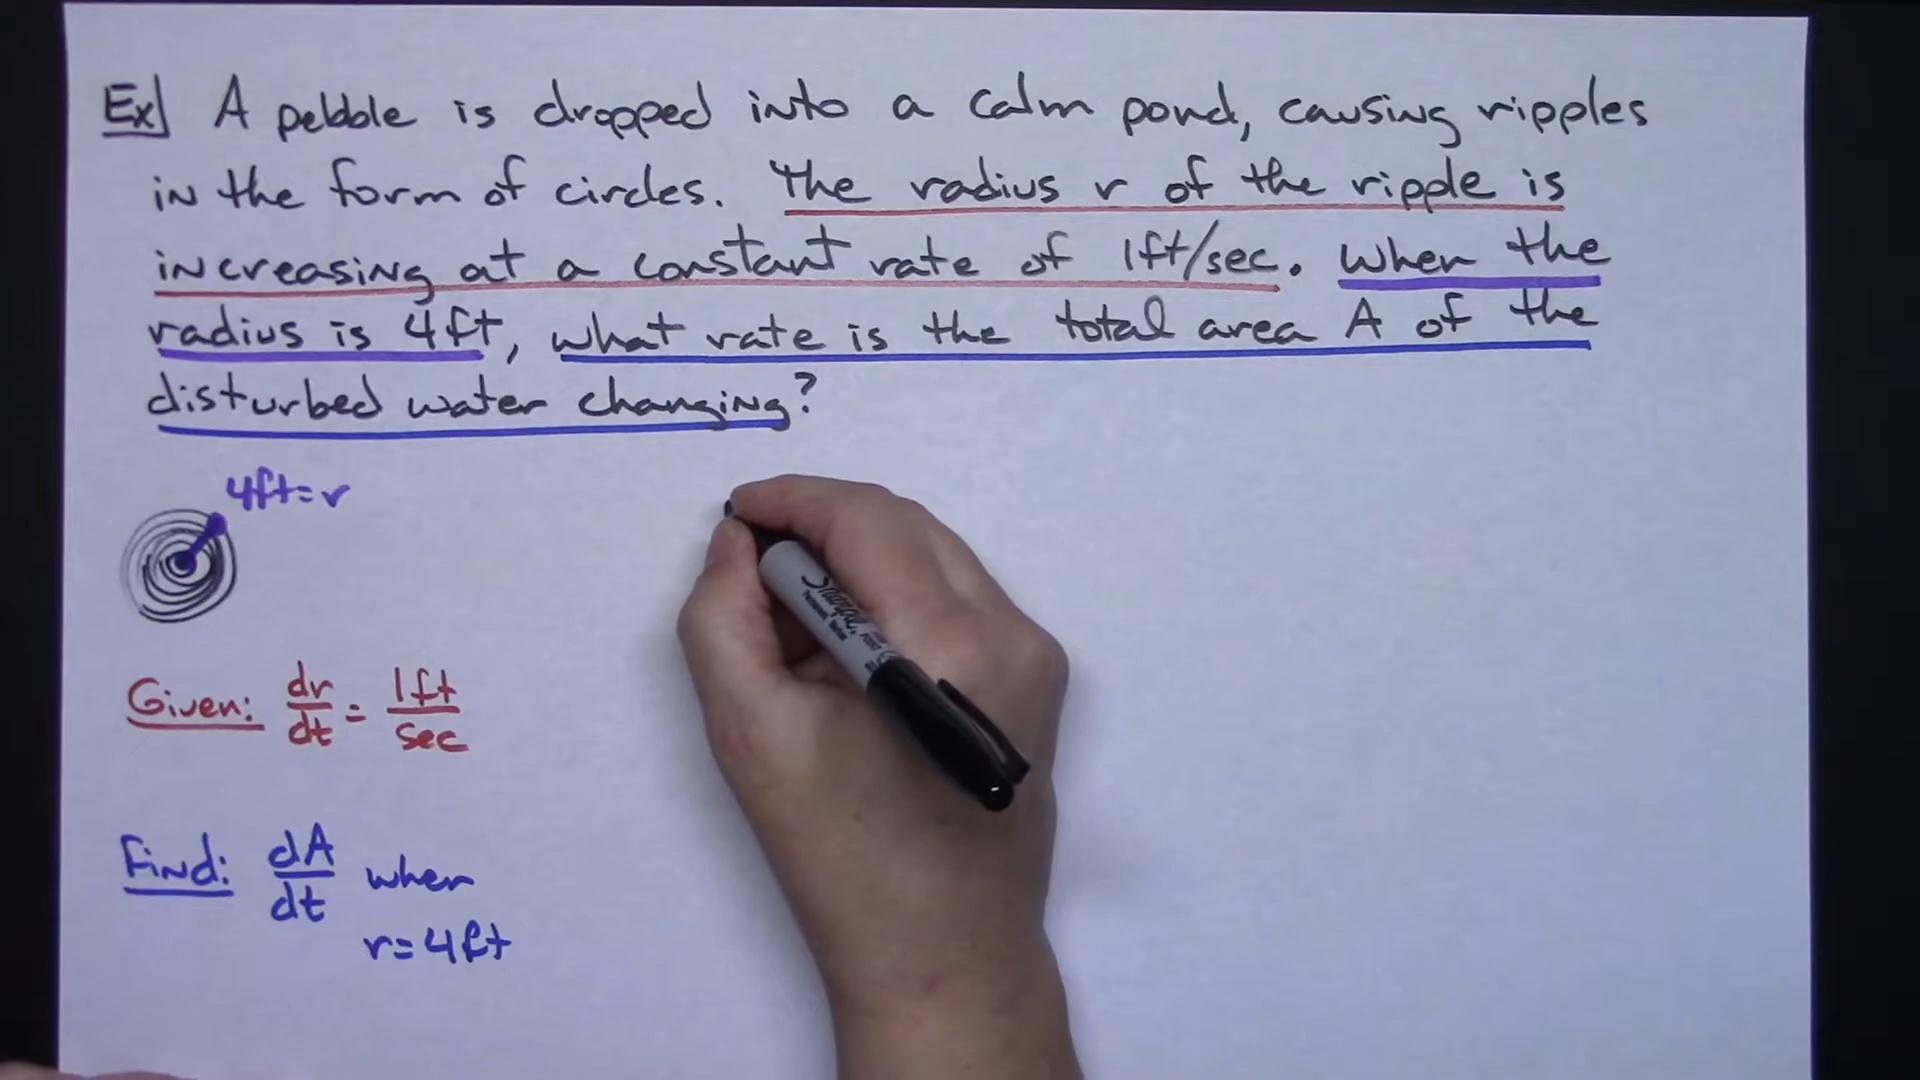 Ex] A pebble is dropped into a calm pond, causing ripples
in the form of circles. The radius r of the ripple is
increasing at a constant rate of 1ft/sec. When the
radius is 4ft, what rate is the total area A of the
disturbed water changing?
4ft=r
Given: dr/dt = 1ft/sec
Find: dA/dt when
r=4ft
Sharpie